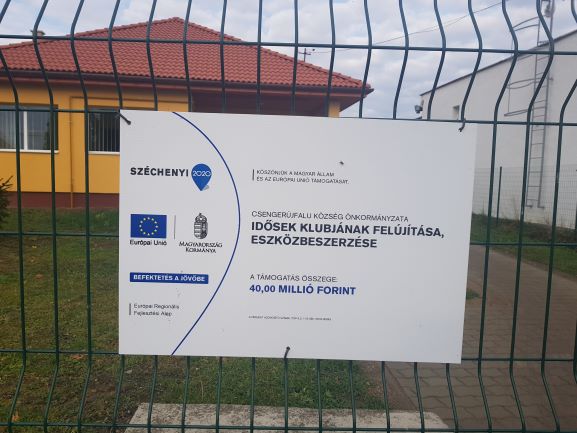 SZÉCHENYI 2020
KÖSZÖNJÜK A MAGYAR ÁLLAM
ÉS AZ EURÓPAI UNIÓ TÁMOGATÁSÁT.
CSENGERÚJFALU KÖZSÉG ÖNKORMÁNYZATA
IDŐSEK KLUBJÁNAK FELÚJÍTÁSA,
ESZKÖZBESZERZÉSE
Európai Unió
MAGYARORSZÁG
KORMÁNYA
BEFEKTETÉS A JÖVŐBE
A TÁMOGATÁS ÖSSZEGE:
40,00 MILLIÓ FORINT
Európai Regionális
Fejlesztési Alap